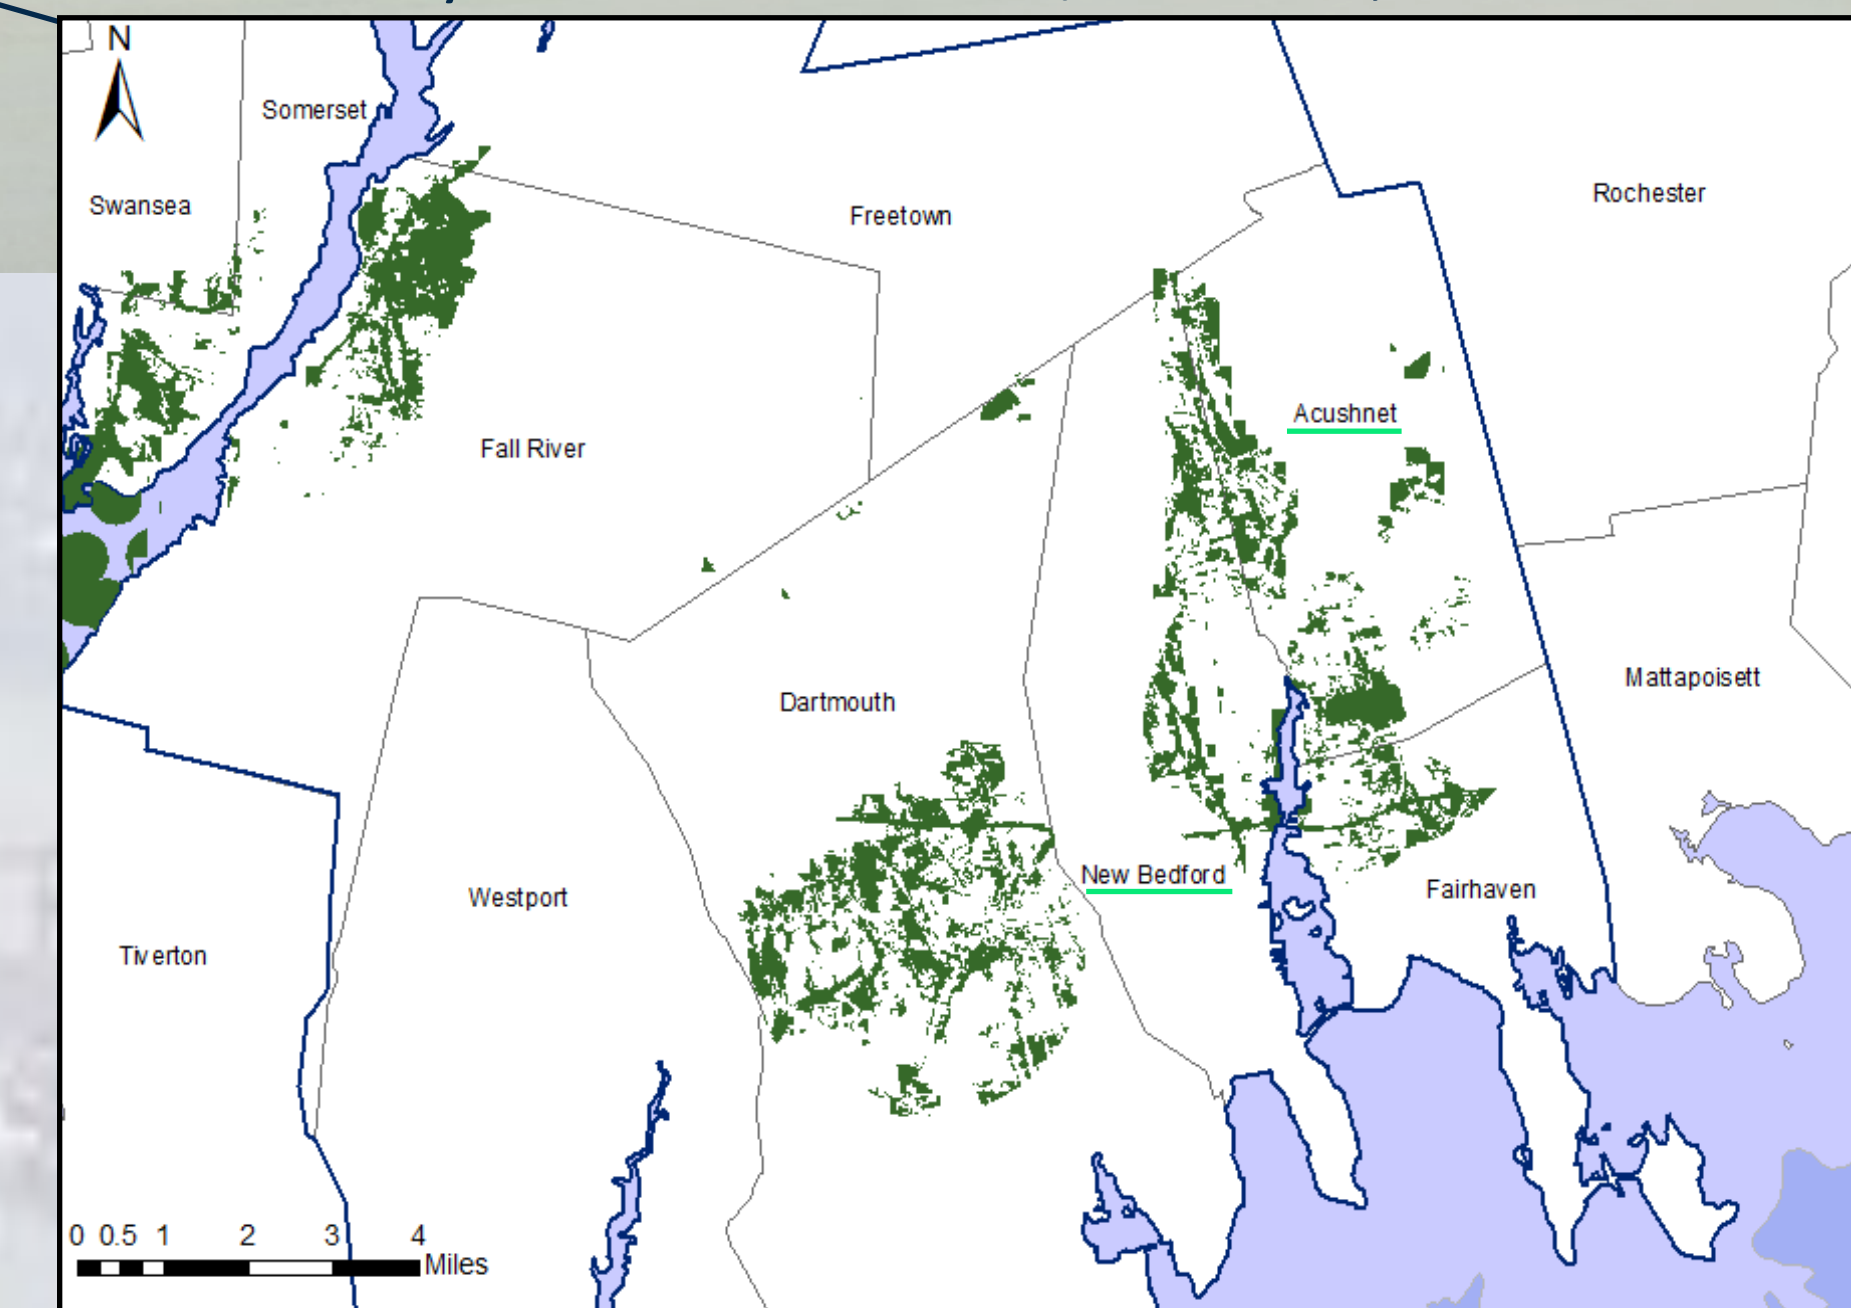 N
Somerset
Swansea
Rochester
Freetown
Acushnet
Fall River
Mattapoisett
Dartmouth
New Bedford
Westport
Fairhaven
Tiverton
0 0.5 1 2 3 4
Miles